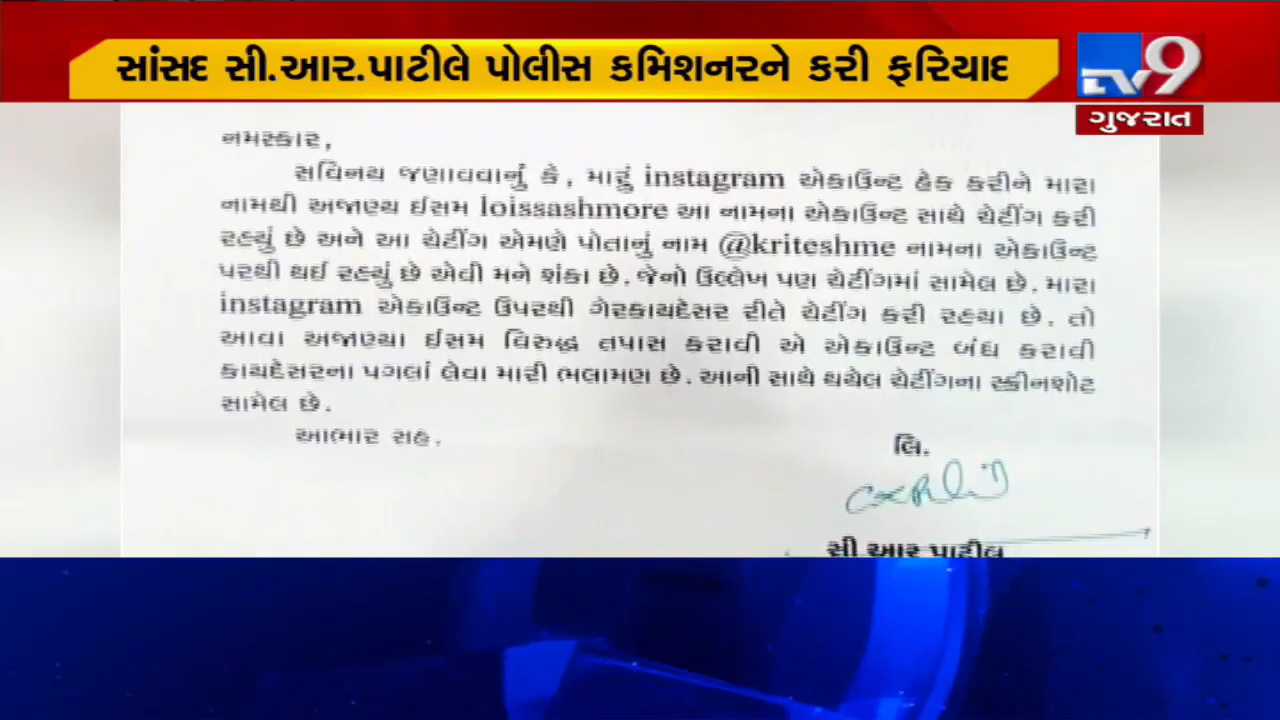 સાંસદ સી.આર.પાટીલે પોલીસ કમિશનરને કરી ફરિયાદ
TV9
ગુજરાત
નમસ્કાર,
સવિનય જણાવવાનું કે, મારું instagram એકાઉન્ટ હેક કરીને મારા
નામથી અજાણ્ય ઈસમ loissashmore આ નામના એકાઉન્ટ સાથે ચેટીંગ કરી
રહ્યું છે અને આ ચેટીંગ એમણે પોતાનું નામ @kriteshme નામના એકાઉન્ટ
પરથી થઈ રહ્યું છે એવી મને શંકા છે. જેનો ઉલ્લેખ પણ ચેટીંગમાં સામેલ છે. મારા
instagram એકાઉન્ટ ઉપરથી ગેરકાયદેસર રીતે ચેટીંગ કરી રહયા છે. તો
આવા અજાણ્યા ઈસમ વિરુદ્ધ તપાસ કરાવી એ એકાઉન્ટ બંધ કરાવી
કાયદેસરના પગલાં લેવા મારી ભલામણ છે. આની સાથે થયેલ ચેટીંગના સ્ક્રીનશોટ
સામેલ છે.
આભાર સહ.
લિ.
સી આર પાટીલ